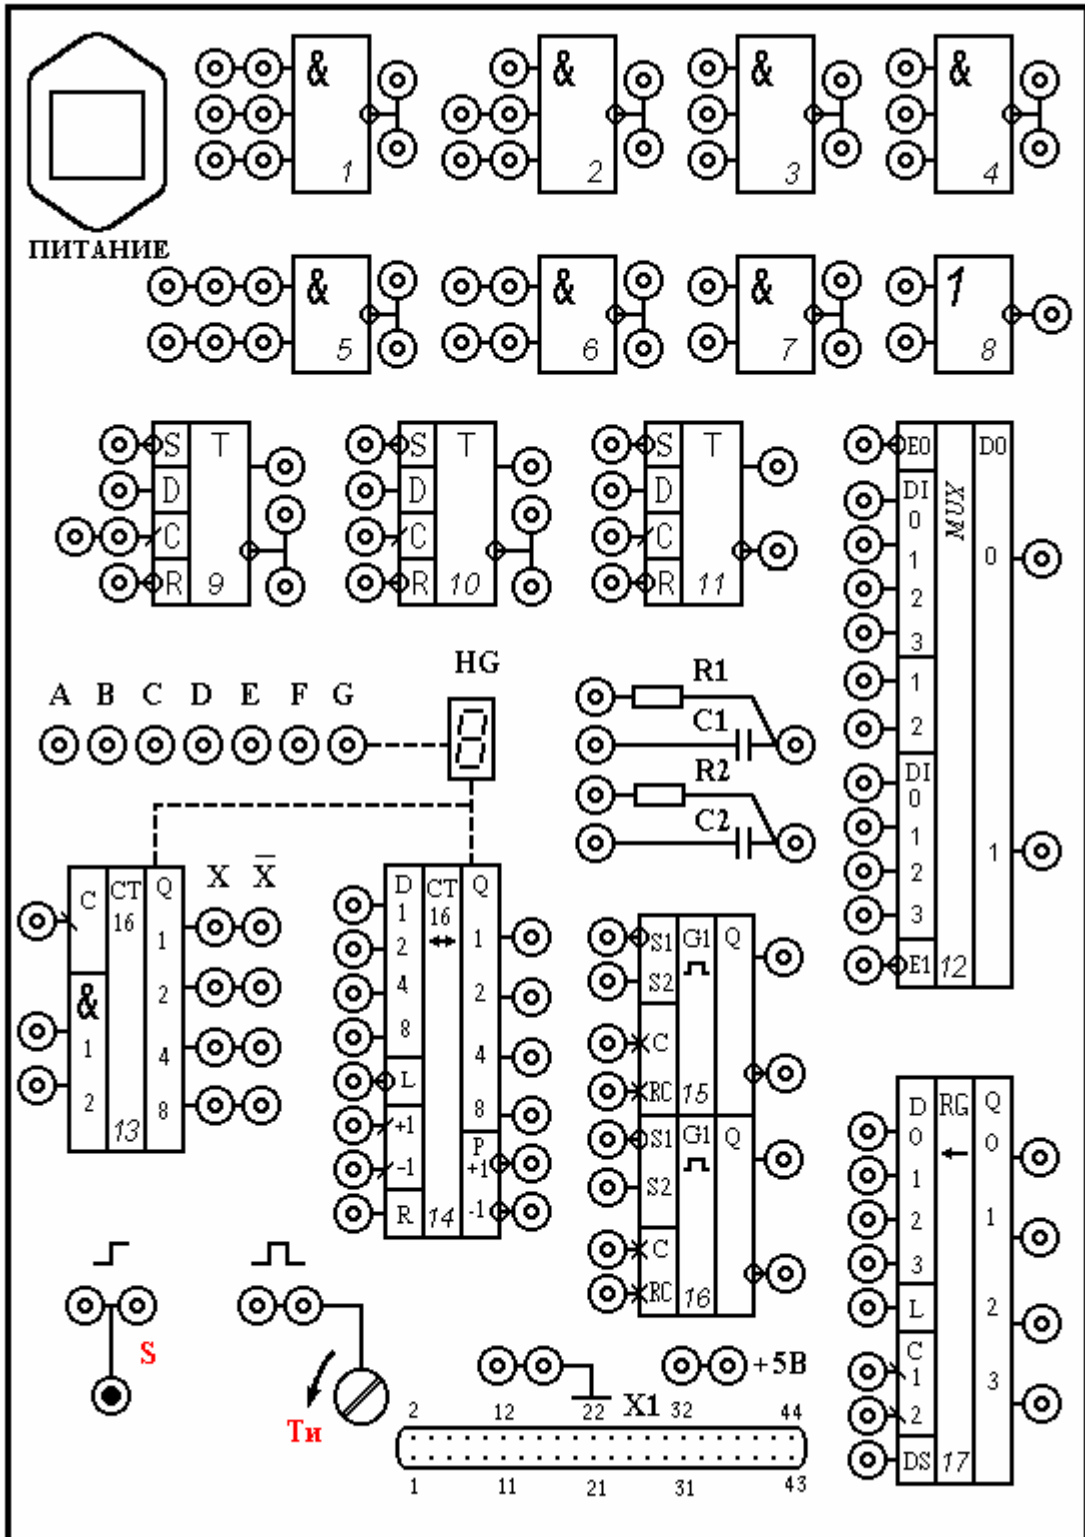 & & & &
1 2 3 4
ПИТАНИЕ
& & & 1
5 6 7 8
S T S T S T E0 MUX D0
D D D DI
C C C 0
R 9 R 10 R 11 1 0
2
3
1
2
DI
0
1 1
2
3
E1 12
HG
A B C D E F G
R1
C1
R2
C2
C CT Q X X̅
16 1
& 2
1 4
2 13 8
D CT Q
1 16 1
2 ↔ 2
4 4
8 8
L P
+1 +1
-1 -1
R 14
S1 G1 Q
S2
C
RC 15
S1 G1 Q
S2
C
RC 16
D RG Q
0 ← 0
1 1
2
3
L 2
C
1 3
2
DS 17
S
Ти
+5В
X1
2 12 22 32 44
1 11 21 31 43